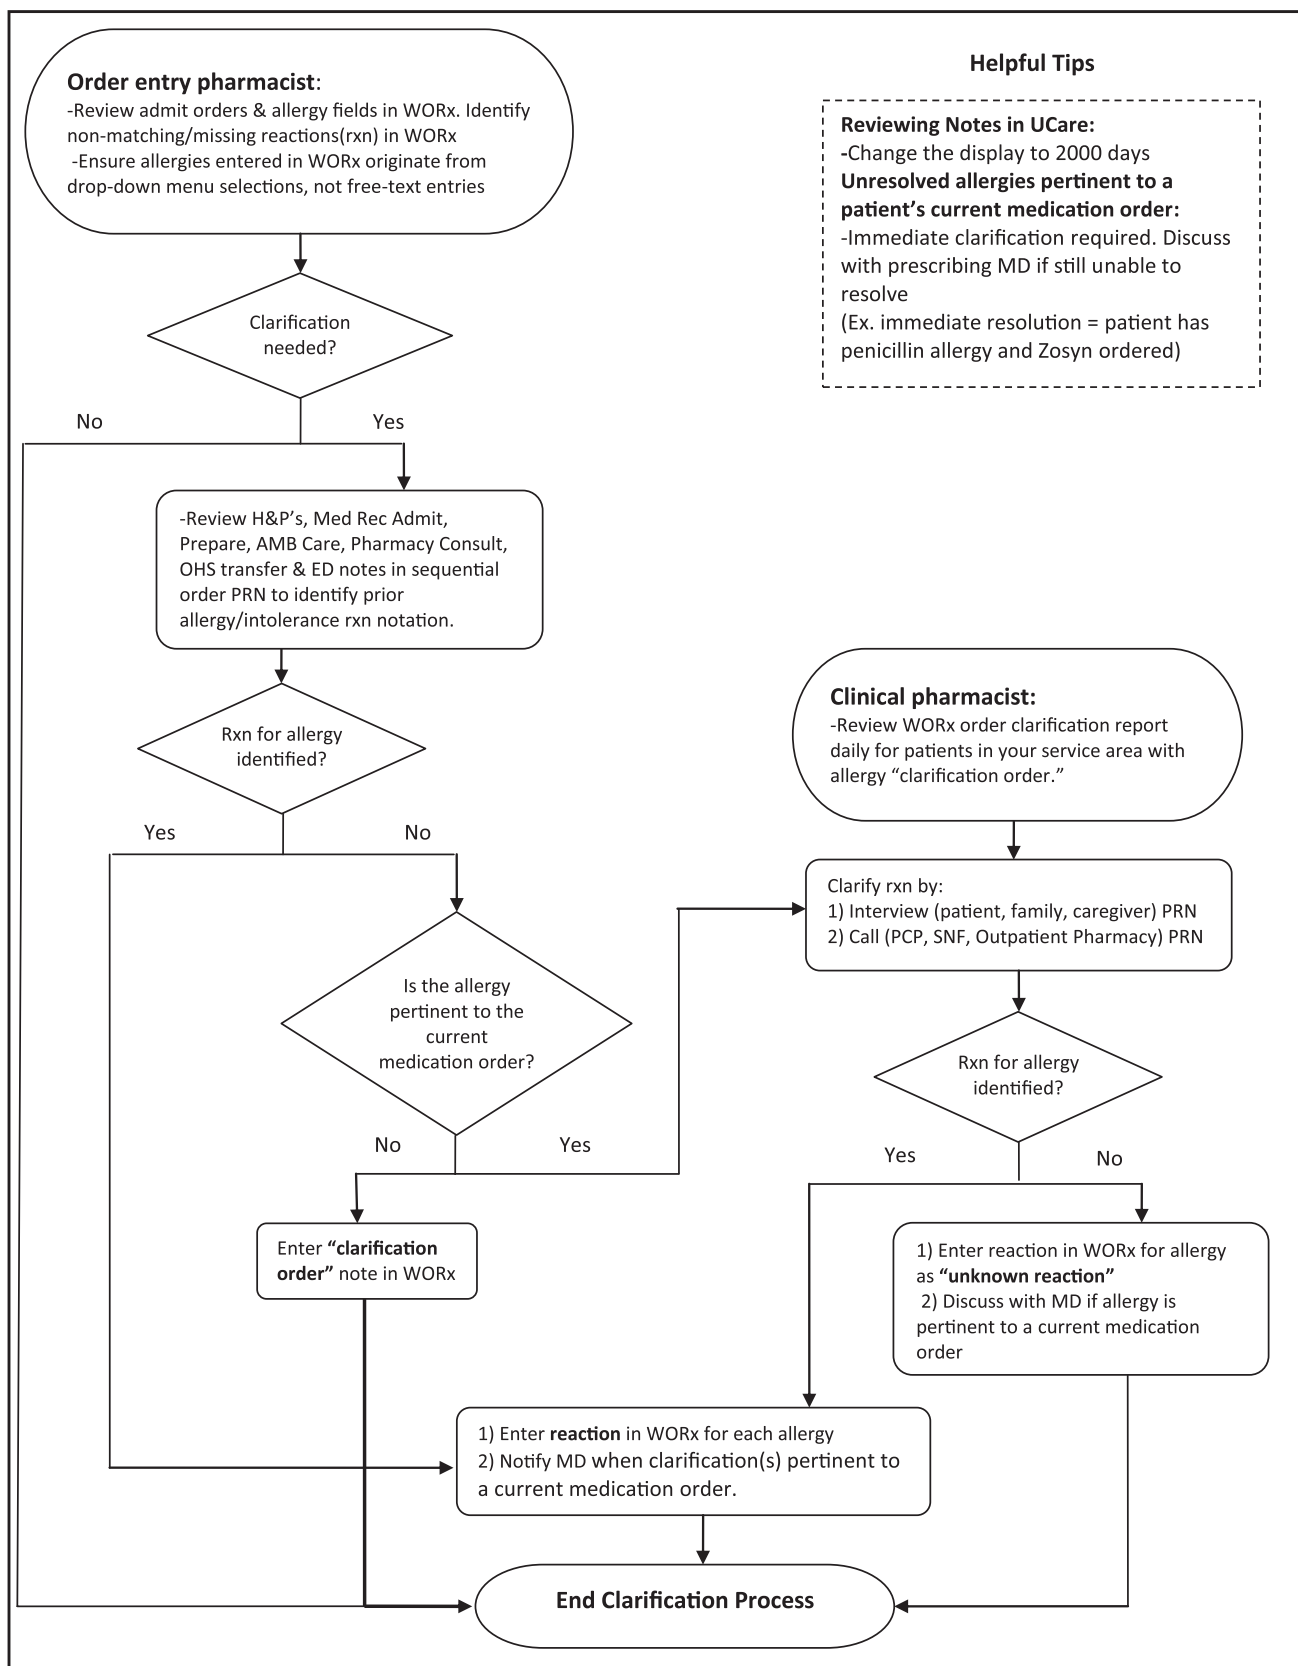 Order entry pharmacist:
-Review admit orders & allergy fields in WORx. Identify
non-matching/missing reactions(rxn) in WORx
-Ensure allergies entered in WORx originate from
drop-down menu selections, not free-text entries
Helpful Tips
Reviewing Notes in UCare:
-Change the display to 2000 days
Unresolved allergies pertinent to a
patient’s current medication order:
-Immediate clarification required. Discuss
with prescribing MD if still unable to
resolve
(Ex. immediate resolution = patient has
penicillin allergy and Zosyn ordered)
Clarification
needed?
No
Yes
-Review H&P’s, Med Rec Admit,
Prepare, AMB Care, Pharmacy Consult,
OHS transfer & ED notes in sequential
order PRN to identify prior
allergy/intolerance rxn notation.
Rxn for allergy
identified?
Yes
No
Is the allergy
pertinent to the
current
medication order?
No
Yes
Enter “clarification
order” note in WORx
Clinical pharmacist:
-Review WORx order clarification report
daily for patients in your service area with
allergy “clarification order.”
Clarify rxn by:
1) Interview (patient, family, caregiver) PRN
2) Call (PCP, SNF, Outpatient Pharmacy) PRN
Rxn for allergy
identified?
Yes
No
1) Enter reaction in WORx for allergy
as “unknown reaction”
2) Discuss with MD if allergy is
pertinent to a current medication
order
1) Enter reaction in WORx for each allergy
2) Notify MD when clarification(s) pertinent to
a current medication order.
End Clarification Process